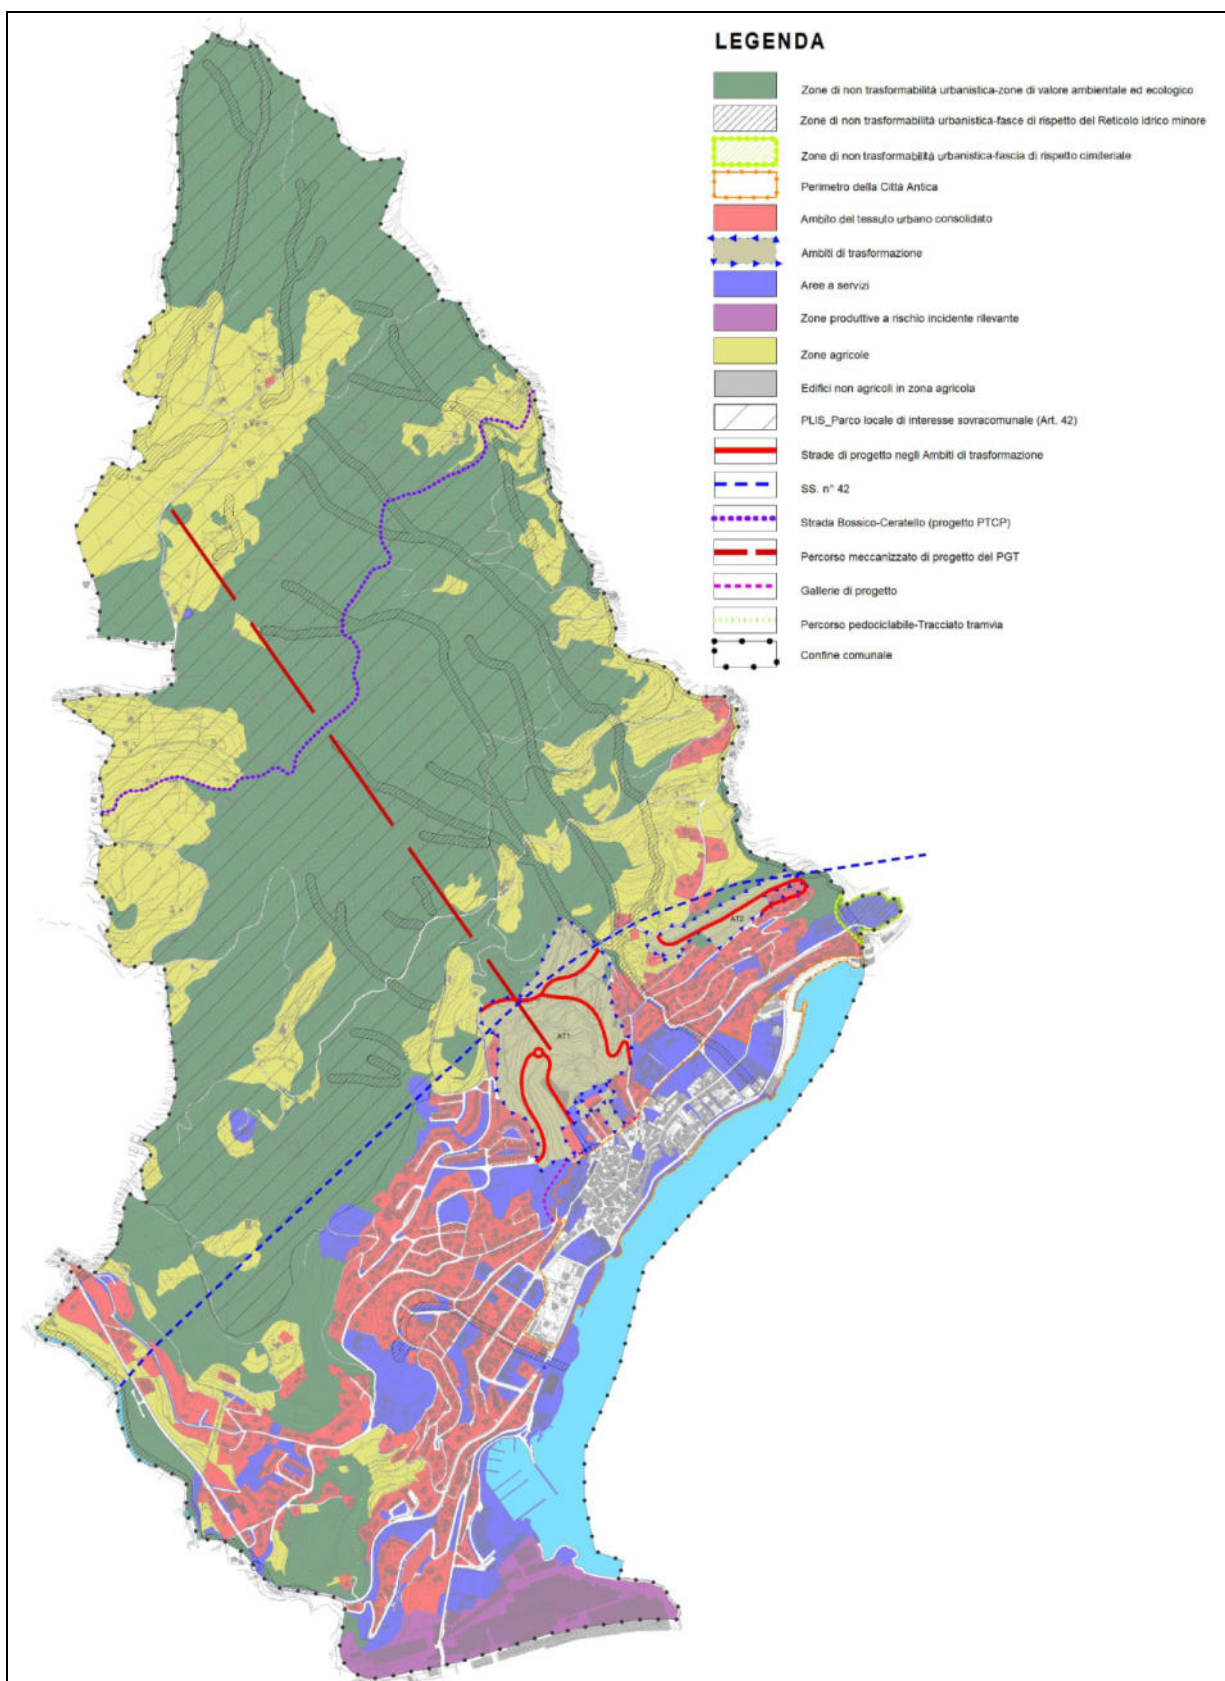 LEGENDA
Zone di non trasformabilità urbanistica-zone di valore ambientale ed ecologico
Zone di non trasformabilità urbanistica-fasce di rispetto del Reticolo idrico minore
Zone di non trasformabilità urbanistica-fascia di rispetto cimiteriale
Perimetro della Città Antica
Ambito del tessuto urbano consolidato
Ambiti di trasformazione
Aree a servizi
Zone produttive a rischio incidente rilevante
Zone agricole
Edifici non agricoli in zona agricola
PLIS_Parco locale di interesse sovracomunale (Art. 42)
Strade di progetto negli Ambiti di trasformazione
SS. n° 42
Strada Bossico-Ceratello (progetto PTCP)
Percorso meccanizzato di progetto del PGT
Gallerie di progetto
Percorso pedociclabile-Tracciato tramvia
Confine comunale
AT2
AT1